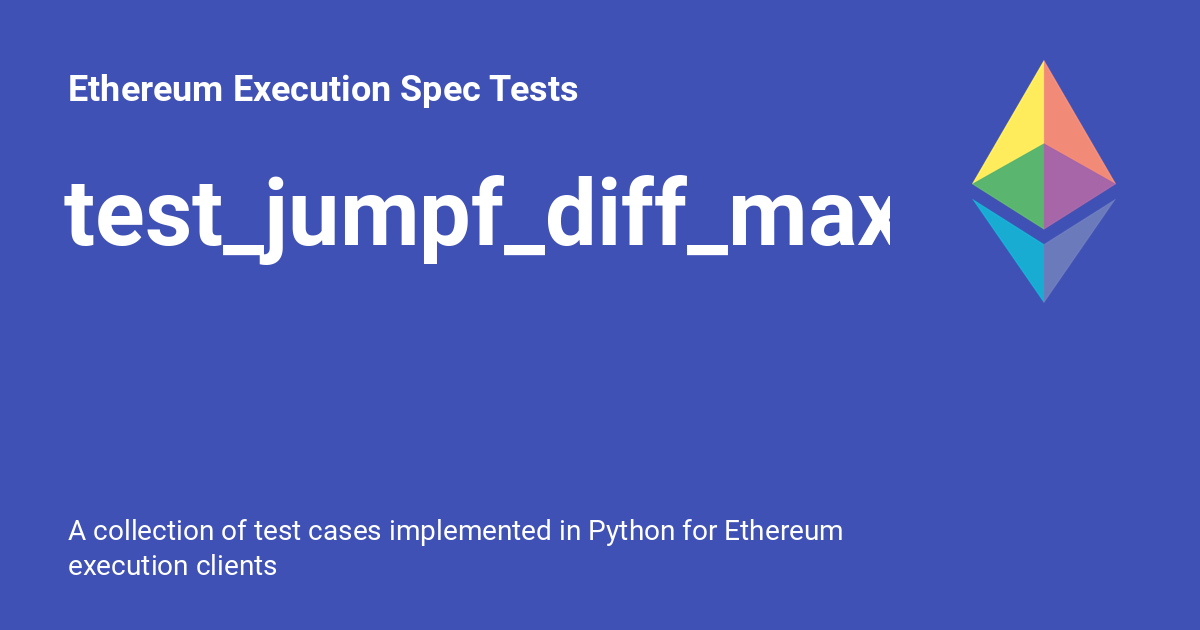 Ethereum Execution Spec Tests
test_jumpf_diff_max
A collection of test cases implemented in Python for Ethereum
execution clients